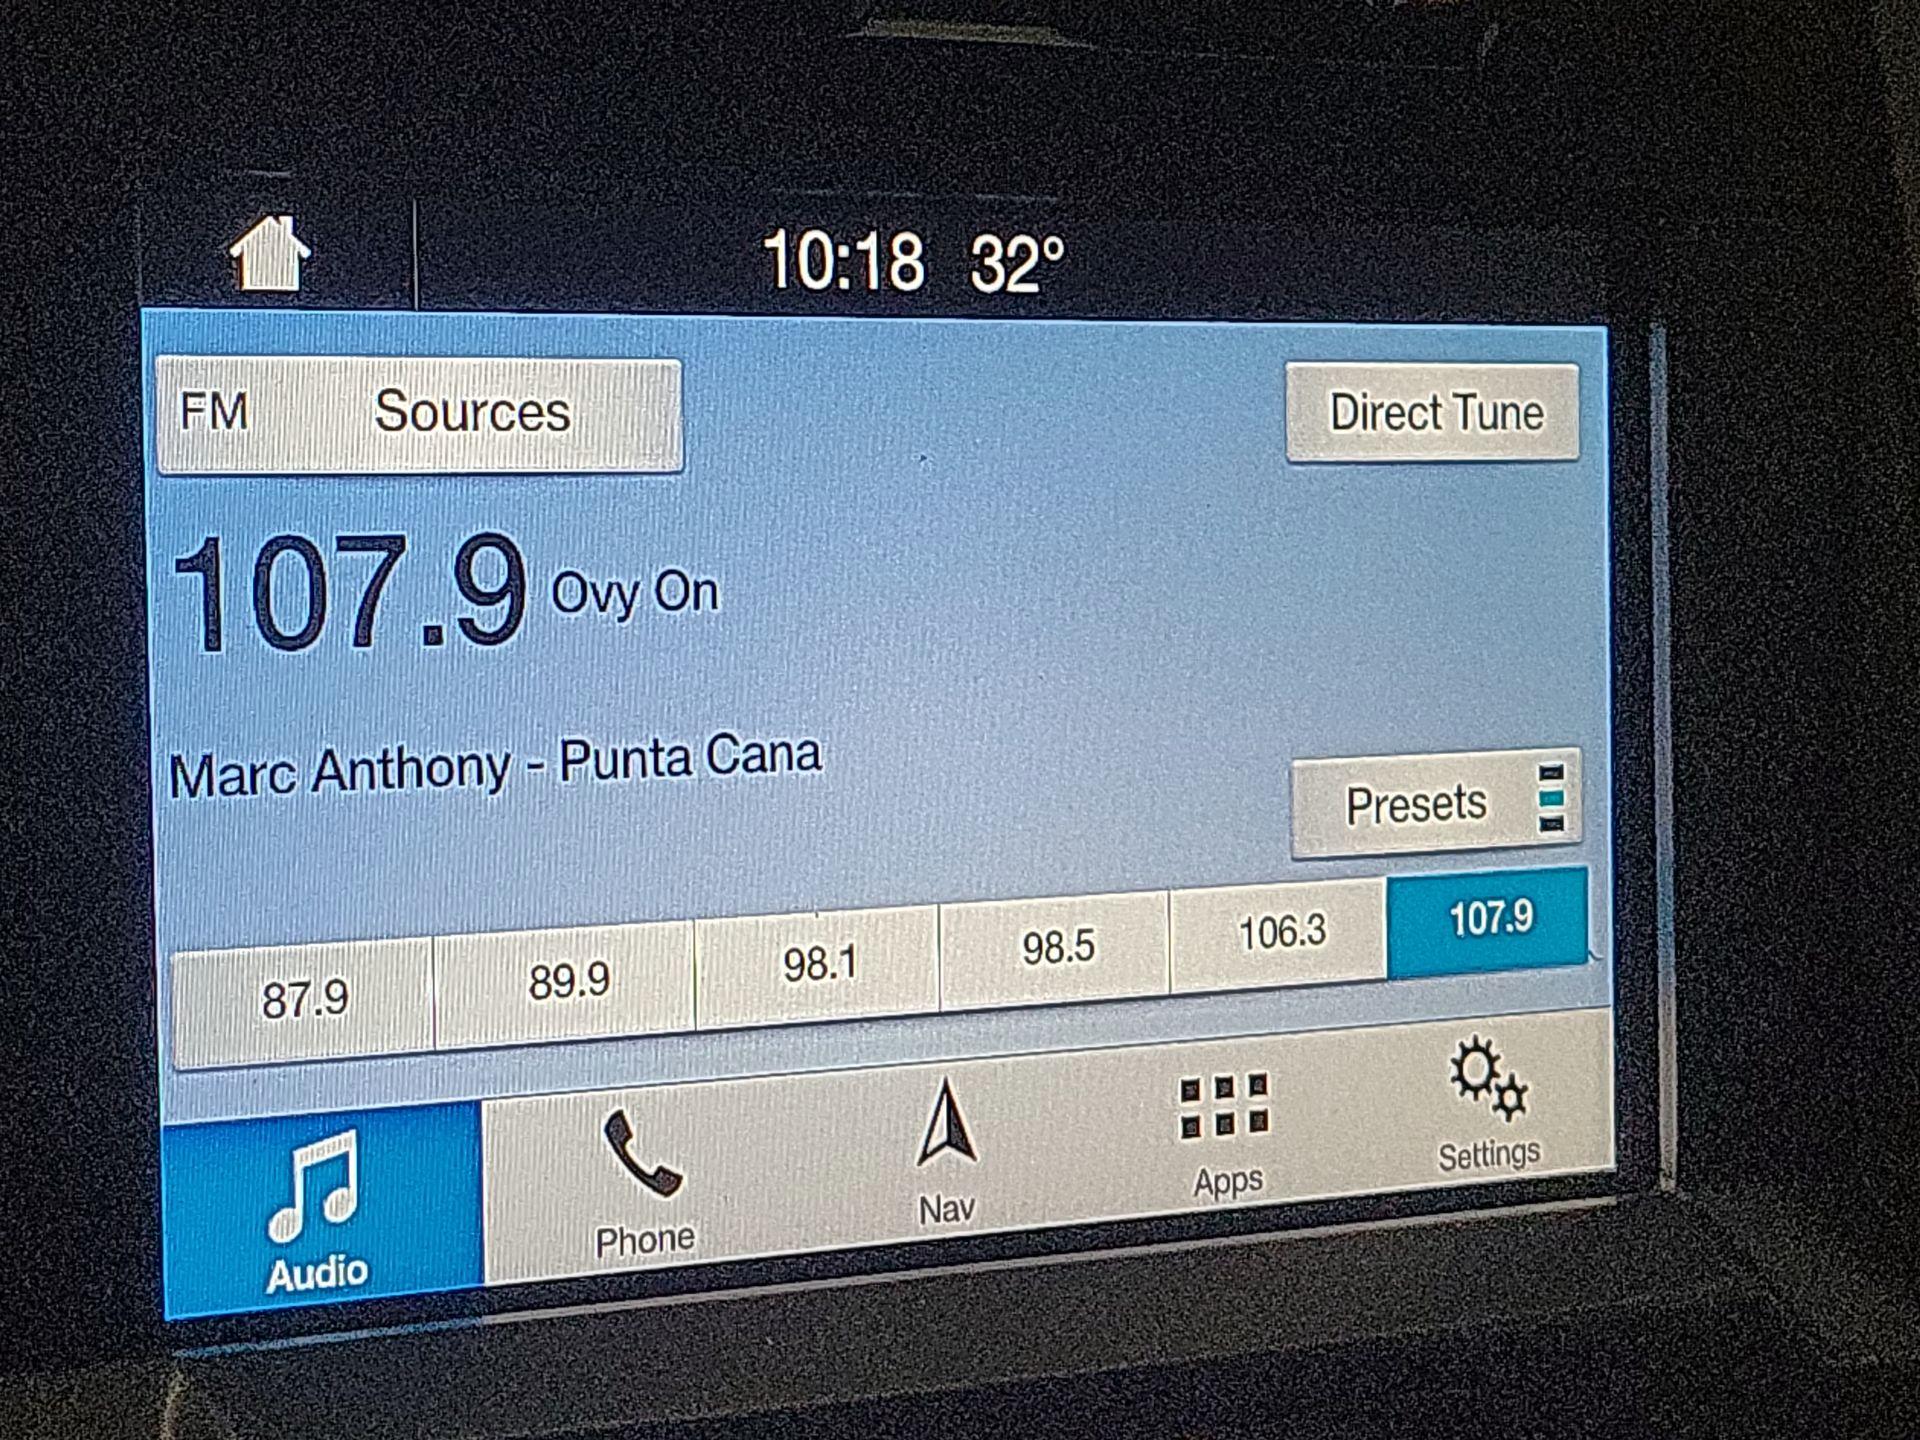 10:18 32°
FM Sources
Direct Tune
107.9 Ovy On
Marc Anthony - Punta Cana
Presets
87.9 89.9 98.1 98.5 106.3 107.9
Audio Phone Nav Apps Settings